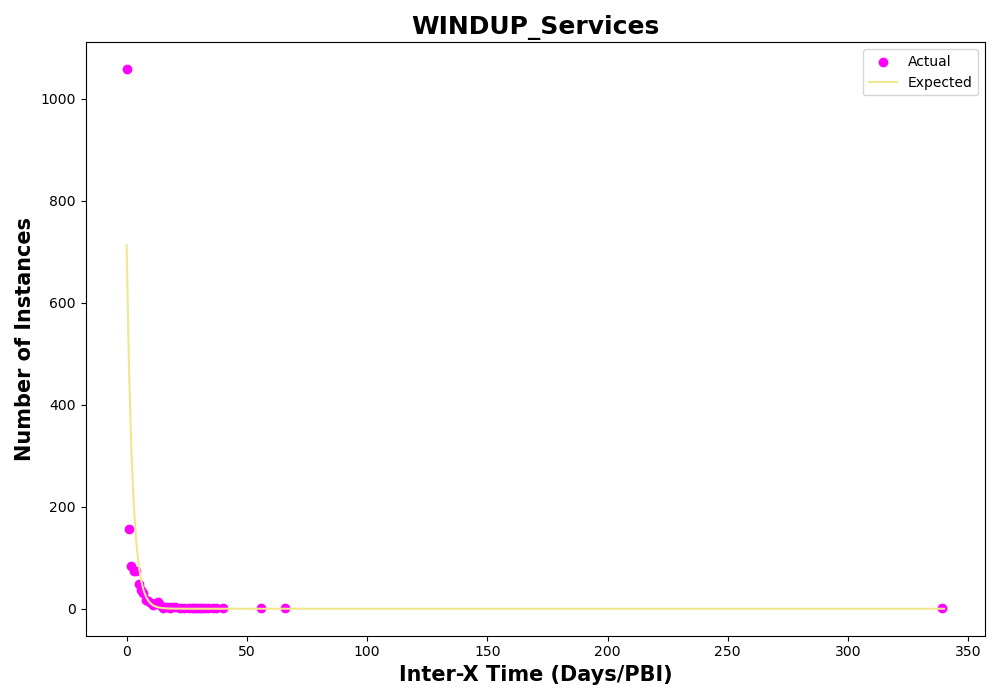 WINDUP_Services
Actual
Expected
Number of Instances
1000
800
600
400
200
0
0 50 100 150 200 250 300 350
Inter-X Time (Days/PBI)